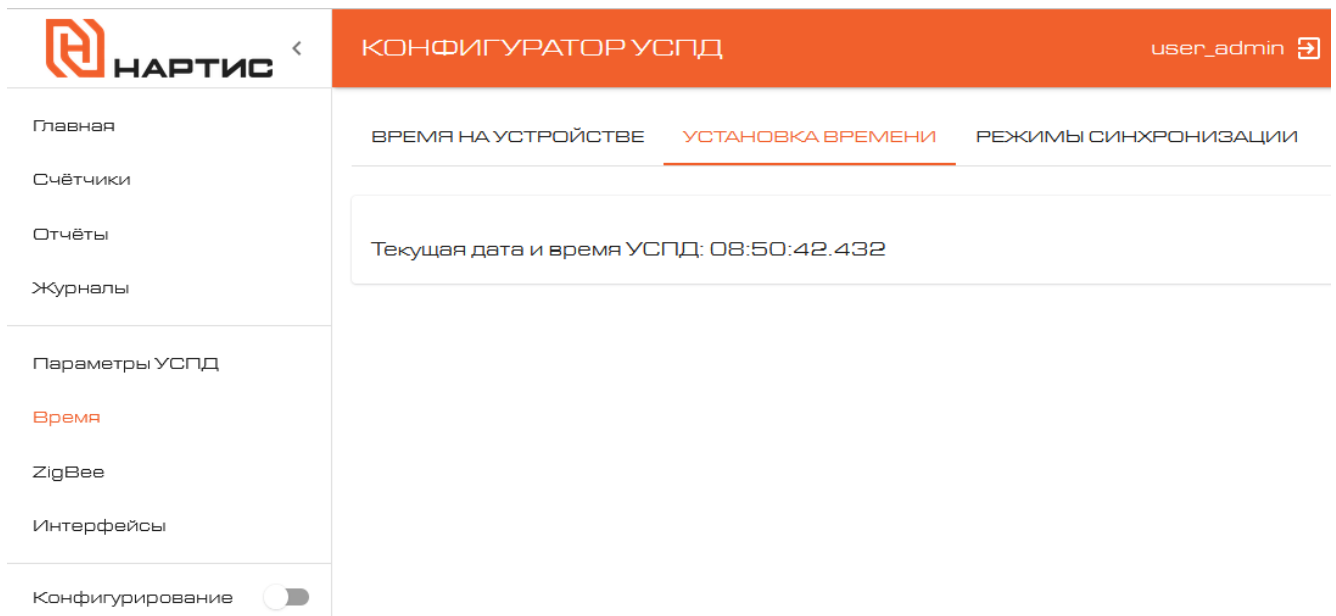 НАРТИС
КОНФИГУРАТОР УСПД
user_admin
Главная
Счётчики
Отчёты
Журналы
Параметры УСПД
Время
ZigBee
Интерфейсы
Конфигурирование
ВРЕМЯ НА УСТРОЙСТВЕ УСТАНОВКА ВРЕМЕНИ РЕЖИМЫ СИНХРОНИЗАЦИИ
Текущая дата и время УСПД: 08:50:42.432